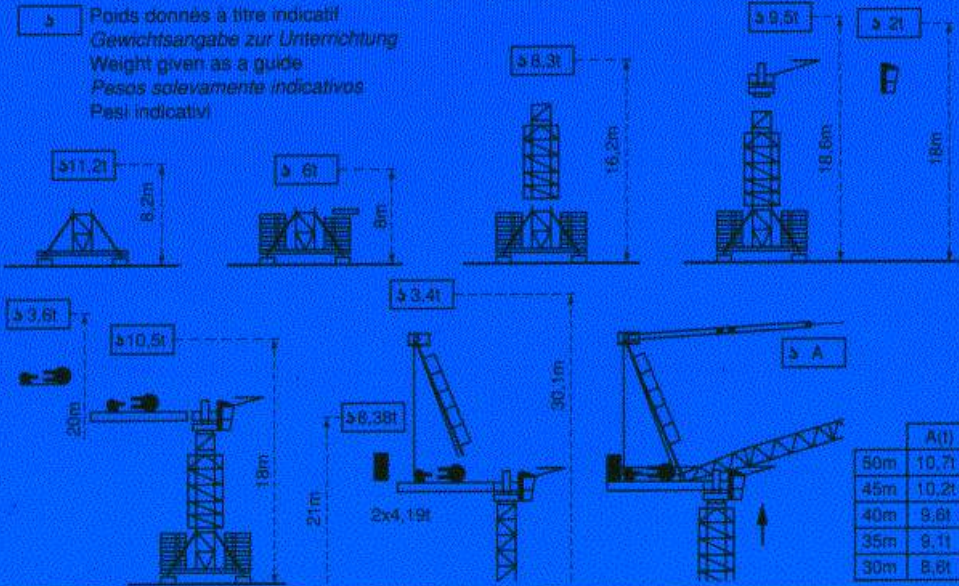 Poids donnés à titre indicatif
Gewichtsangabe zur Unterrichtung
Weight given as a guide
Pesos solevamente indicativos
Pesi indicativi
11,2t
8,2m
6t
8m
8,3t
16,2m
9,5t
18,6m
2t
18m
3,6t
20m
10,5t
18m
3,4t
30,1m
8,38t
21m
2x4,19t
A
A(t)
50m 10,7t
45m 10,2t
40m 9,6t
35m 9,1t
30m 8,6t